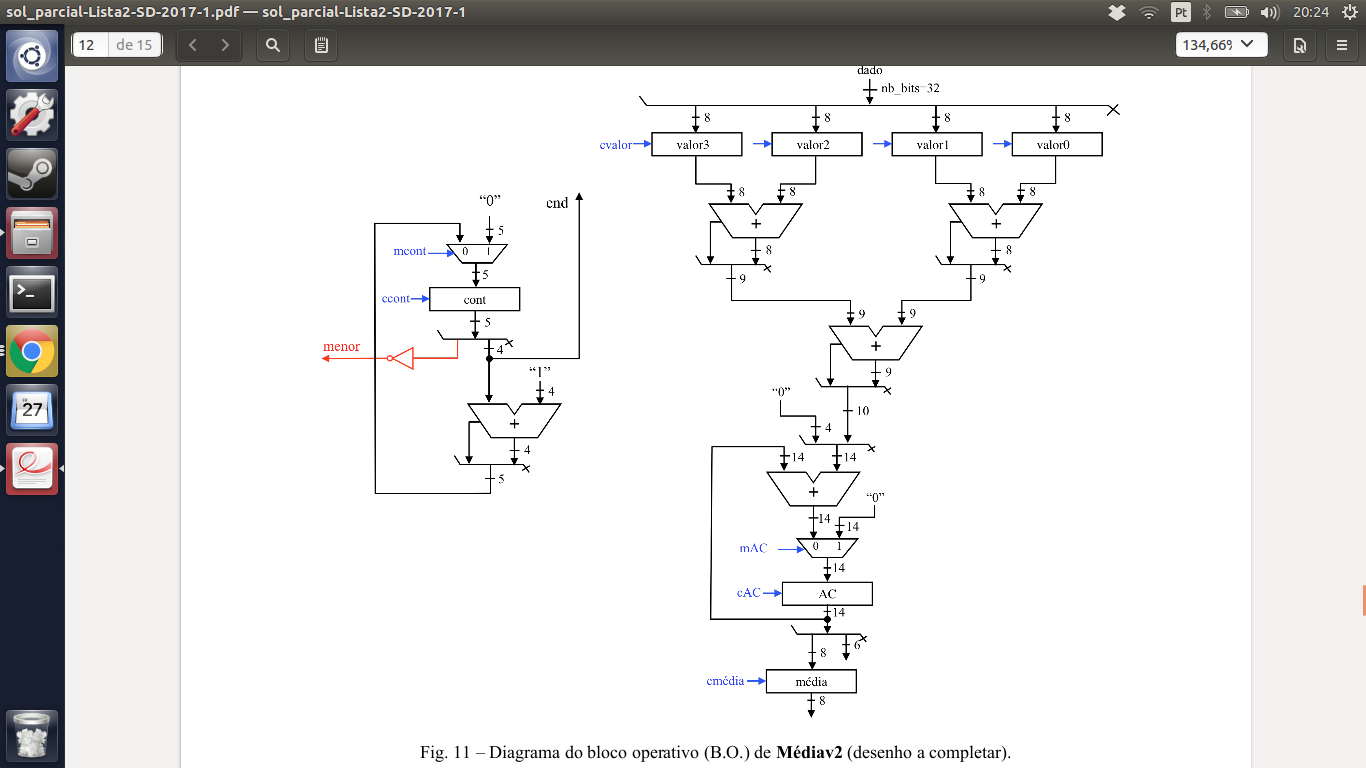 sol_parcial-Lista2-SD-2017-1.pdf — sol_parcial-Lista2-SD-2017-1
Pt
20:24
12 de 15
134,66%
27
dado
nb_bits=32
8 8 8 8
cvalor valor3 valor2 valor1 valor0
8 8 8 8
+ +
8 8
9 9
9 9
+
9
10
“0”
4
14 14
+
“0”
14 14
mAC 0 1
14
cAC AC
14
8 6
cmédia média
8
“0” end
5
mcont 0 1
5
ccont cont
5
menor
4
“1”
4
+
4
5
Fig. 11 – Diagrama do bloco operativo (B.O.) de Médiav2 (desenho a completar).